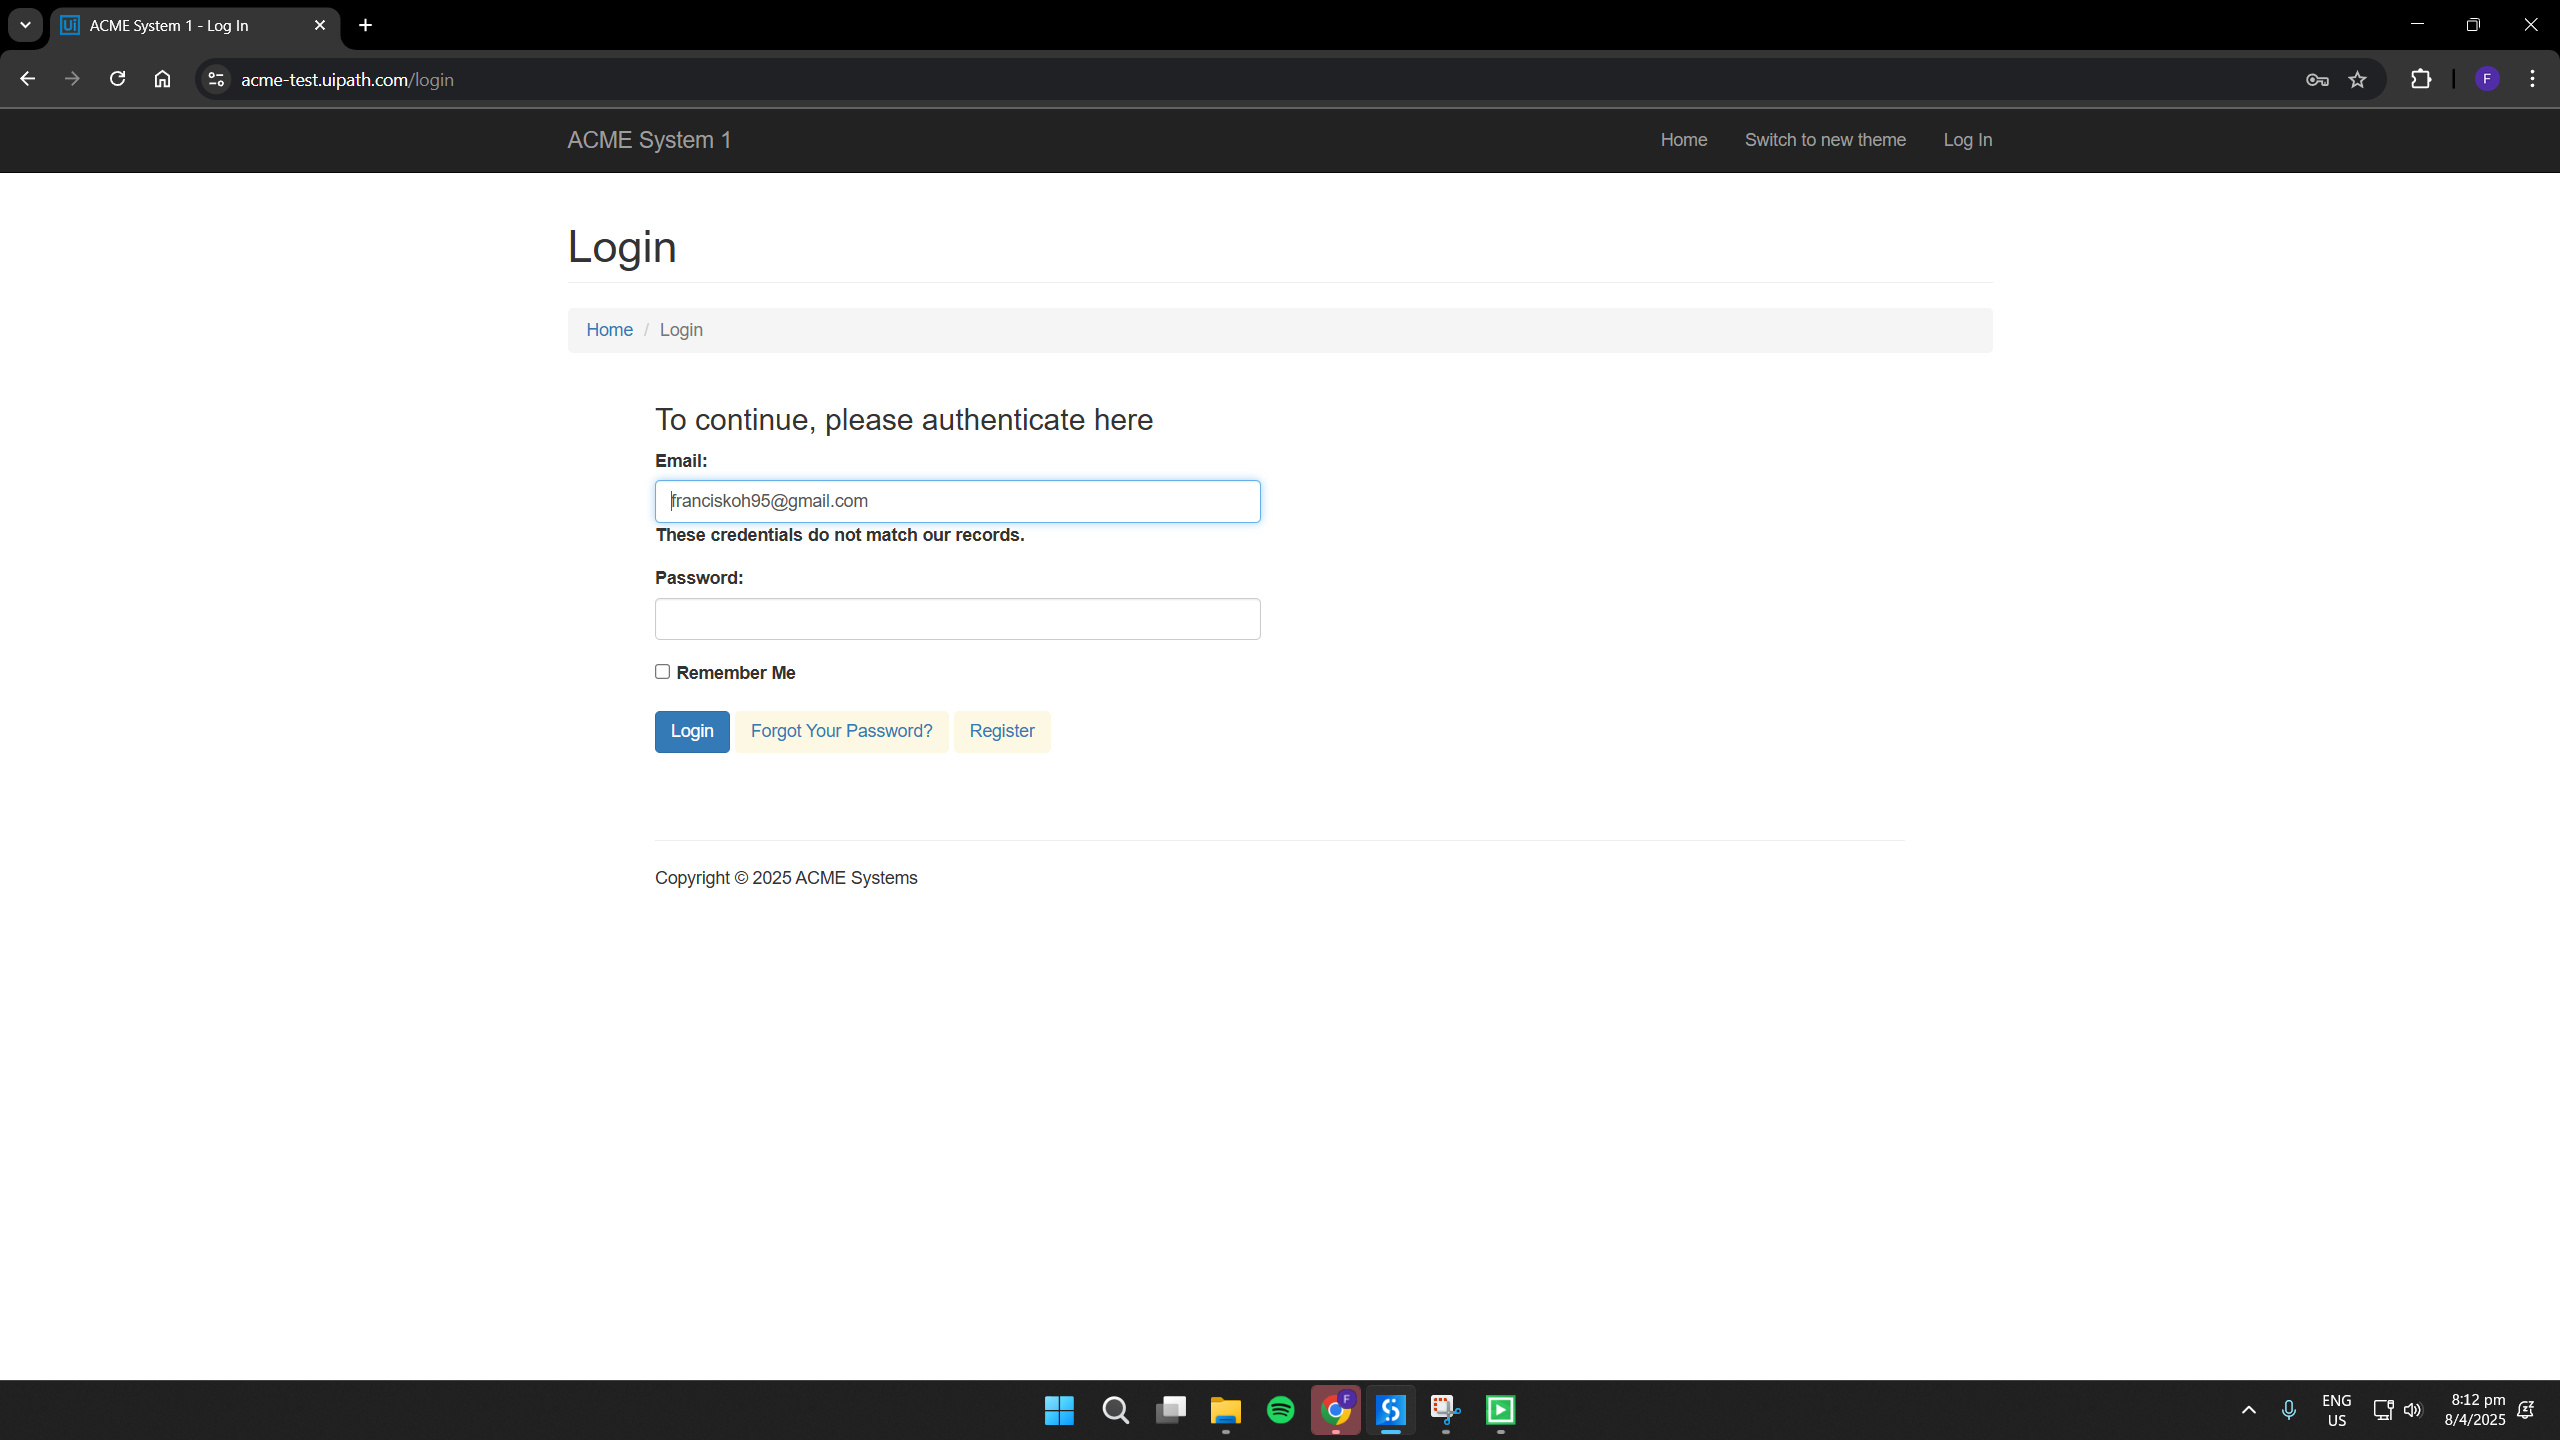 ACME System 1 - Log In
acme-test.uipath.com/login
F
ACME System 1
Home
Switch to new theme
Log In
Login
Home / Login
To continue, please authenticate here
Email:
franciskoh95@gmail.com
These credentials do not match our records.
Password:
Remember Me
Login
Forgot Your Password?
Register
Copyright © 2025 ACME Systems
F
ENG
US
8:12 pm
8/4/2025